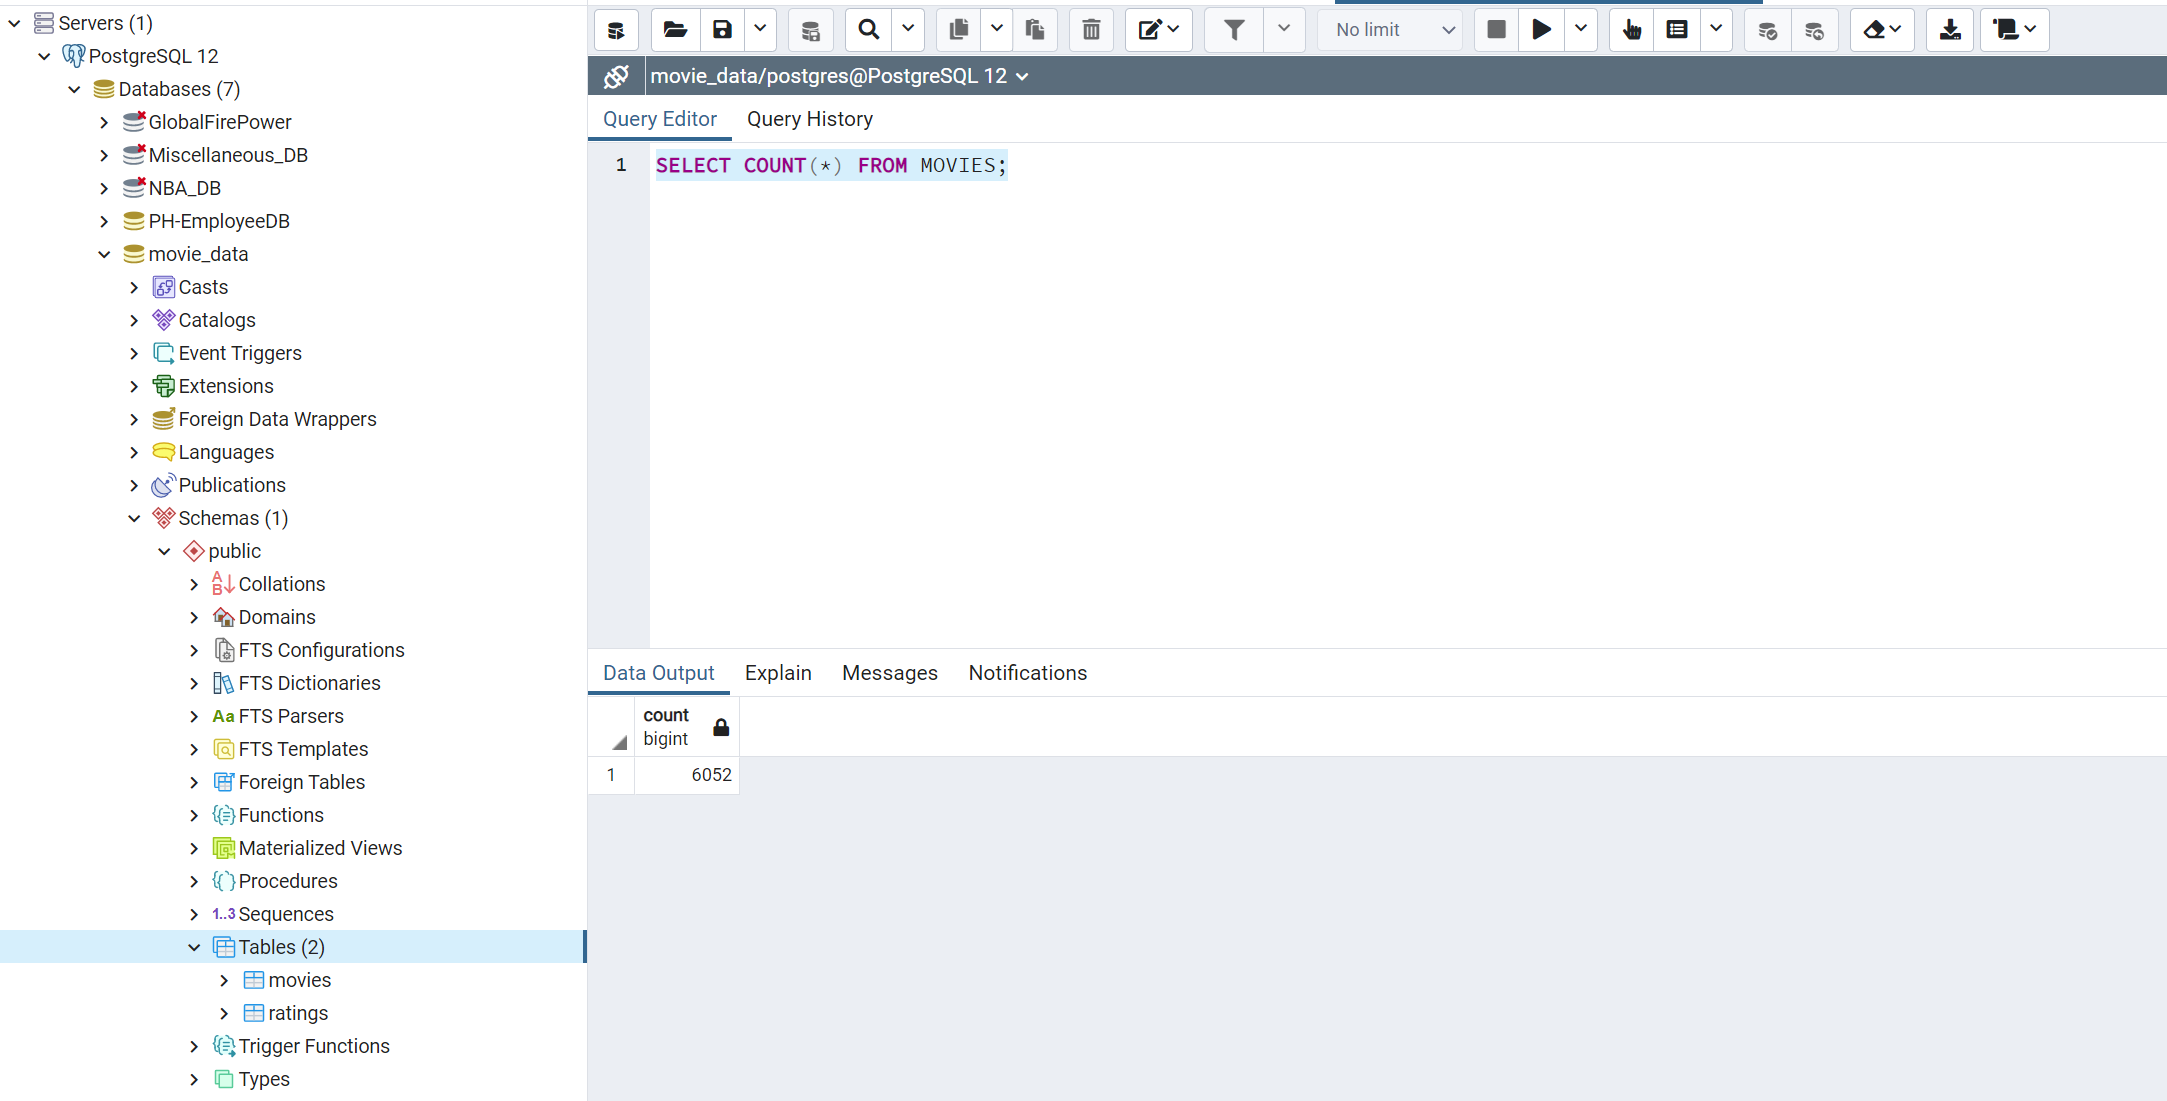 Servers (1)
PostgreSQL 12
Databases (7)
GlobalFirePower
Miscellaneous_DB
NBA_DB
PH-EmployeeDB
movie_data
Casts
Catalogs
Event Triggers
Extensions
Foreign Data Wrappers
Languages
Publications
Schemas (1)
public
Collations
Domains
FTS Configurations
FTS Dictionaries
Aa FTS Parsers
FTS Templates
Foreign Tables
Functions
Materialized Views
Procedures
1..3 Sequences
Tables (2)
movies
ratings
Trigger Functions
Types
No limit
movie_data/postgres@PostgreSQL 12
Query Editor Query History
1 SELECT COUNT(*) FROM MOVIES;
Data Output Explain Messages Notifications
count
bigint
1 6052